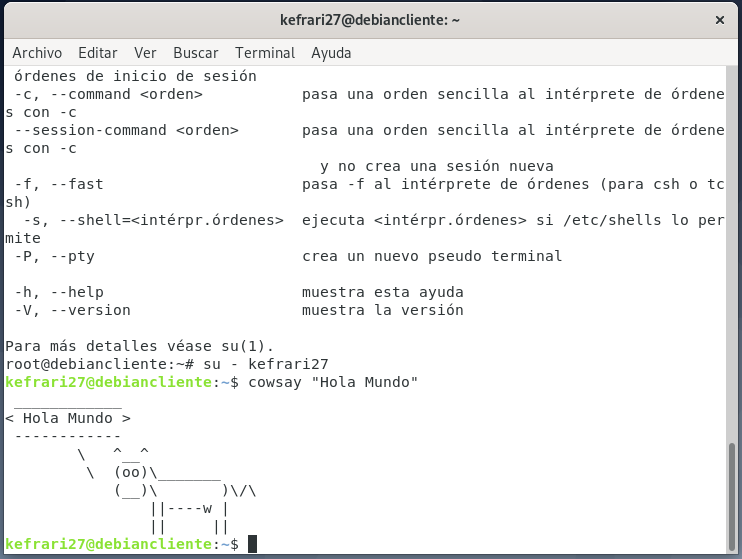 kefrari27@debiancliente: ~
Archivo Editar Ver Buscar Terminal Ayuda
 órdenes de inicio de sesión
 -c, --command <orden>           pasa una orden sencilla al intérprete de órdene
s con -c
 --session-command <orden>       pasa una orden sencilla al intérprete de órdene
s con -c
                                   y no crea una sesión nueva
 -f, --fast                      pasa -f al intérprete de órdenes (para csh o tc
sh)
  -s, --shell=<intérpr.órdenes>  ejecuta <intérpr.órdenes> si /etc/shells lo per
mite
 -P, --pty                       crea un nuevo pseudo terminal

 -h, --help                      muestra esta ayuda
 -V, --version                   muestra la versión

Para más detalles véase su(1).
root@debiancliente:~# su - kefrari27
kefrari27@debiancliente:~$ cowsay "Hola Mundo"
 ____________
< Hola Mundo >
 ------------
        \   ^__^
         \  (oo)\_______
            (__)\       )\/\
                ||----w |
                ||     ||
kefrari27@debiancliente:~$